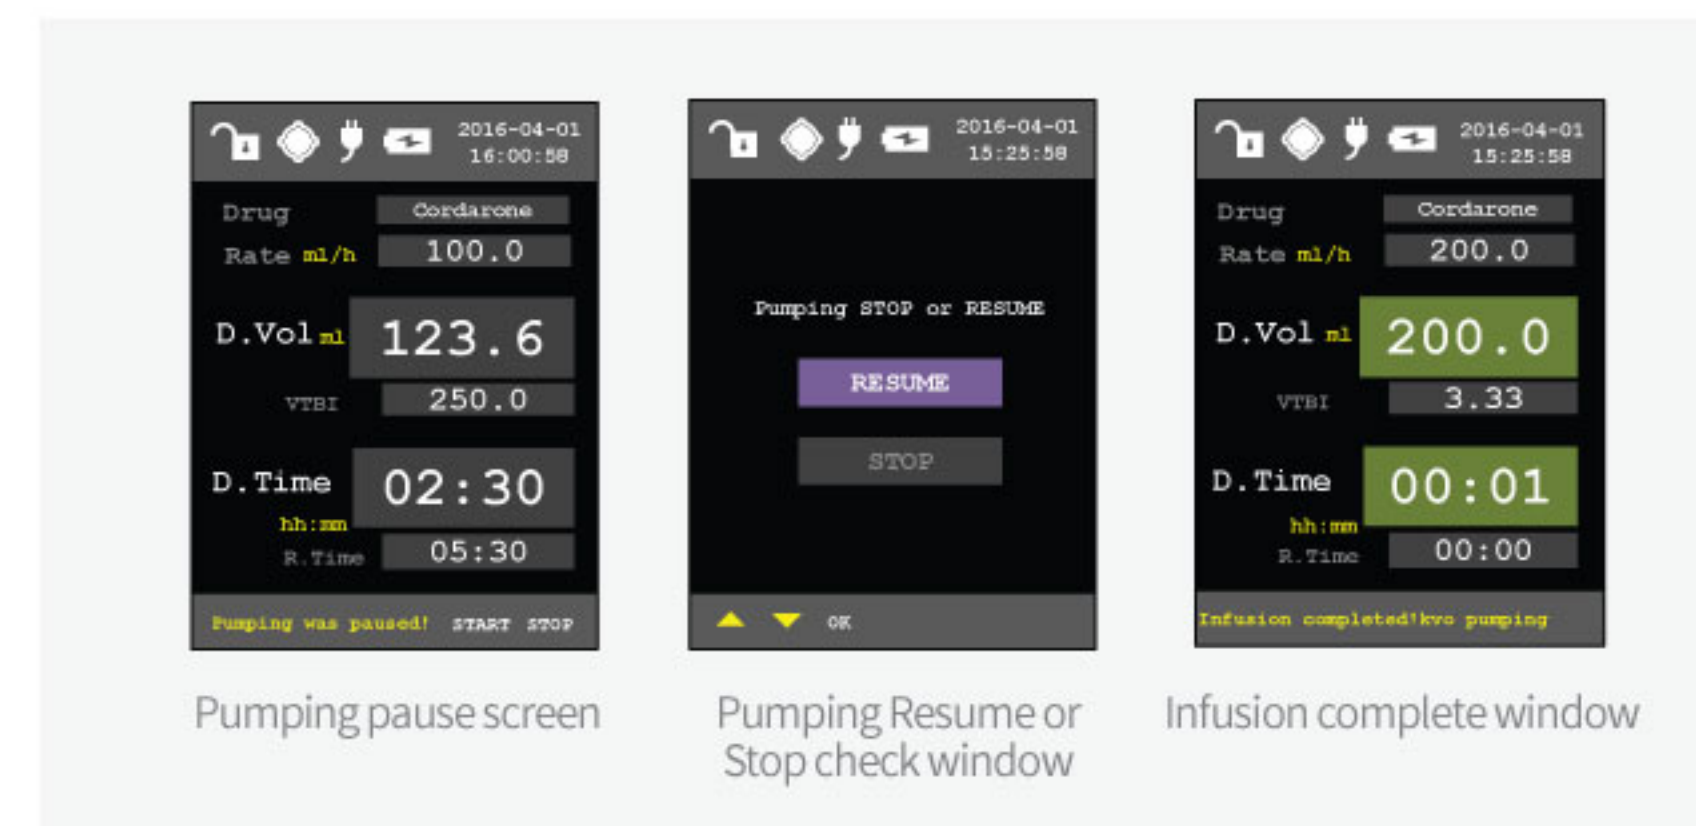 2016-04-01
16:00:58
Drug Cordarone
Rate ml/h 100.0
D.Vol ml 123.6
VTBI 250.0
D.Time 02:30
hh:mm
R.Time 05:30
Pumping was paused! START STOP
Pumping pause screen
2016-04-01
15:25:58
Pumping STOP or RESUME
RESUME
STOP
OK
Pumping Resume or
Stop check window
2016-04-01
15:25:58
Drug Cordarone
Rate ml/h 200.0
D.Vol ml 200.0
VTBI 3.33
D.Time 00:01
hh:mm
R.Time 00:00
Infusion completed!kvo pumping
Infusion complete window